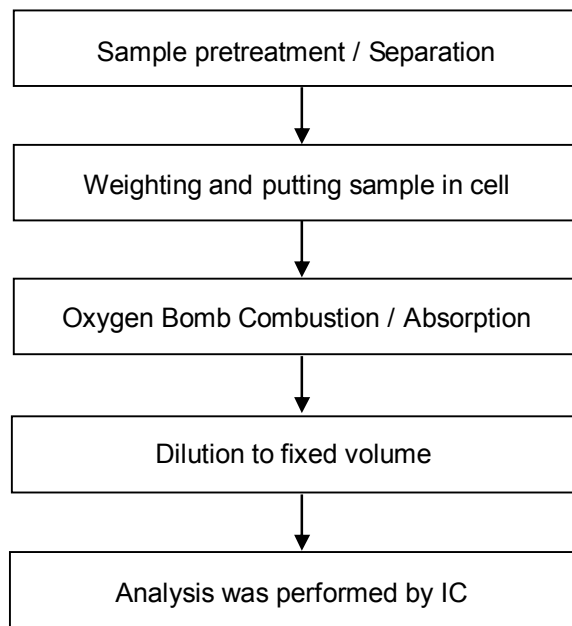 Sample pretreatment / Separation
Weighting and putting sample in cell
Oxygen Bomb Combustion / Absorption
Dilution to fixed volume
Analysis was performed by IC